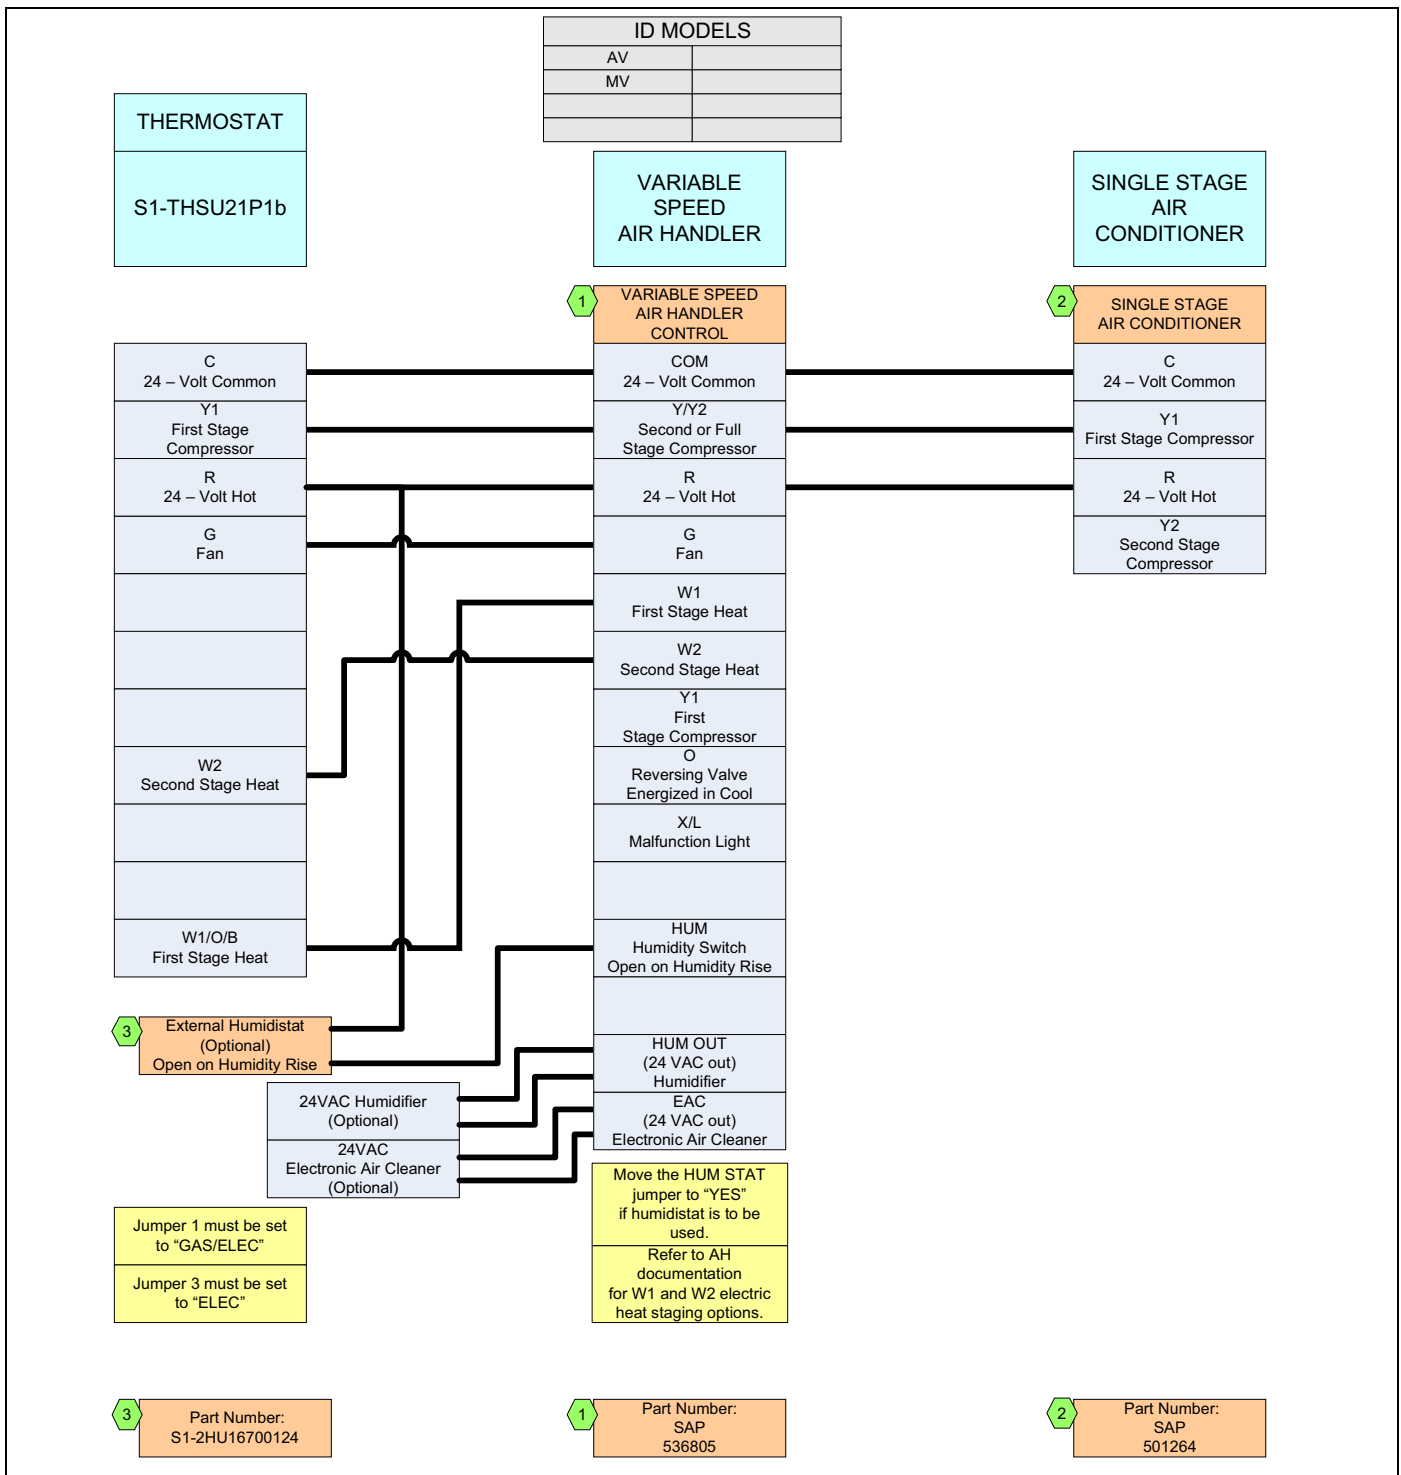 ID MODELS
AV
MV
THERMOSTAT
S1-THSU21P1b
VARIABLE
SPEED
AIR HANDLER
SINGLE STAGE
AIR
CONDITIONER
1
VARIABLE SPEED
AIR HANDLER
CONTROL
2
SINGLE STAGE
AIR CONDITIONER
C
24 – Volt Common
Y1
First Stage
Compressor
R
24 – Volt Hot
G
Fan
W2
Second Stage Heat
W1/O/B
First Stage Heat
COM
24 – Volt Common
Y/Y2
Second or Full
Stage Compressor
R
24 – Volt Hot
G
Fan
W1
First Stage Heat
W2
Second Stage Heat
Y1
First
Stage Compressor
O
Reversing Valve
Energized in Cool
X/L
Malfunction Light
HUM
Humidity Switch
Open on Humidity Rise
HUM OUT
(24 VAC out)
Humidifier
EAC
(24 VAC out)
Electronic Air Cleaner
C
24 – Volt Common
Y1
First Stage Compressor
R
24 – Volt Hot
Y2
Second Stage
Compressor
3
External Humidistat
(Optional)
Open on Humidity Rise
24VAC Humidifier
(Optional)
24VAC
Electronic Air Cleaner
(Optional)
Jumper 1 must be set
to “GAS/ELEC”
Jumper 3 must be set
to “ELEC”
Move the HUM STAT
jumper to “YES”
if humidistat is to be
used.
Refer to AH
documentation
for W1 and W2 electric
heat staging options.
3
Part Number:
S1-2HU16700124
1
Part Number:
SAP
536805
2
Part Number:
SAP
501264